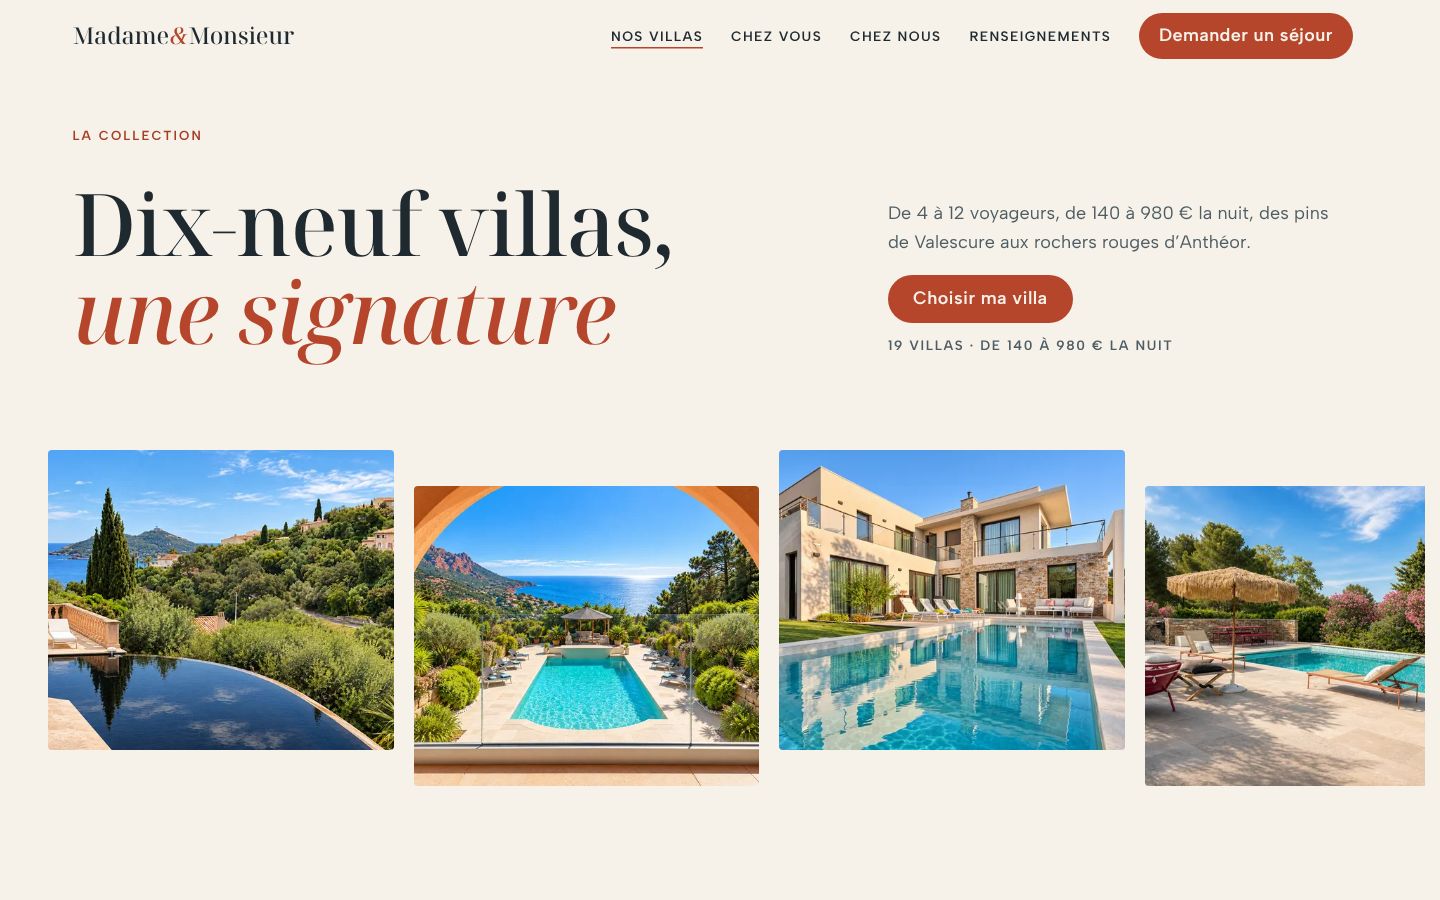 Madame&Monsieur
NOS VILLAS
CHEZ VOUS
CHEZ NOUS
RENSEIGNEMENTS
Demander un séjour
LA COLLECTION
Dix-neuf villas,
une signature
De 4 à 12 voyageurs, de 140 à 980 € la nuit, des pins
de Valescure aux rochers rouges d’Anthéor.
Choisir ma villa
19 VILLAS · DE 140 À 980 € LA NUIT